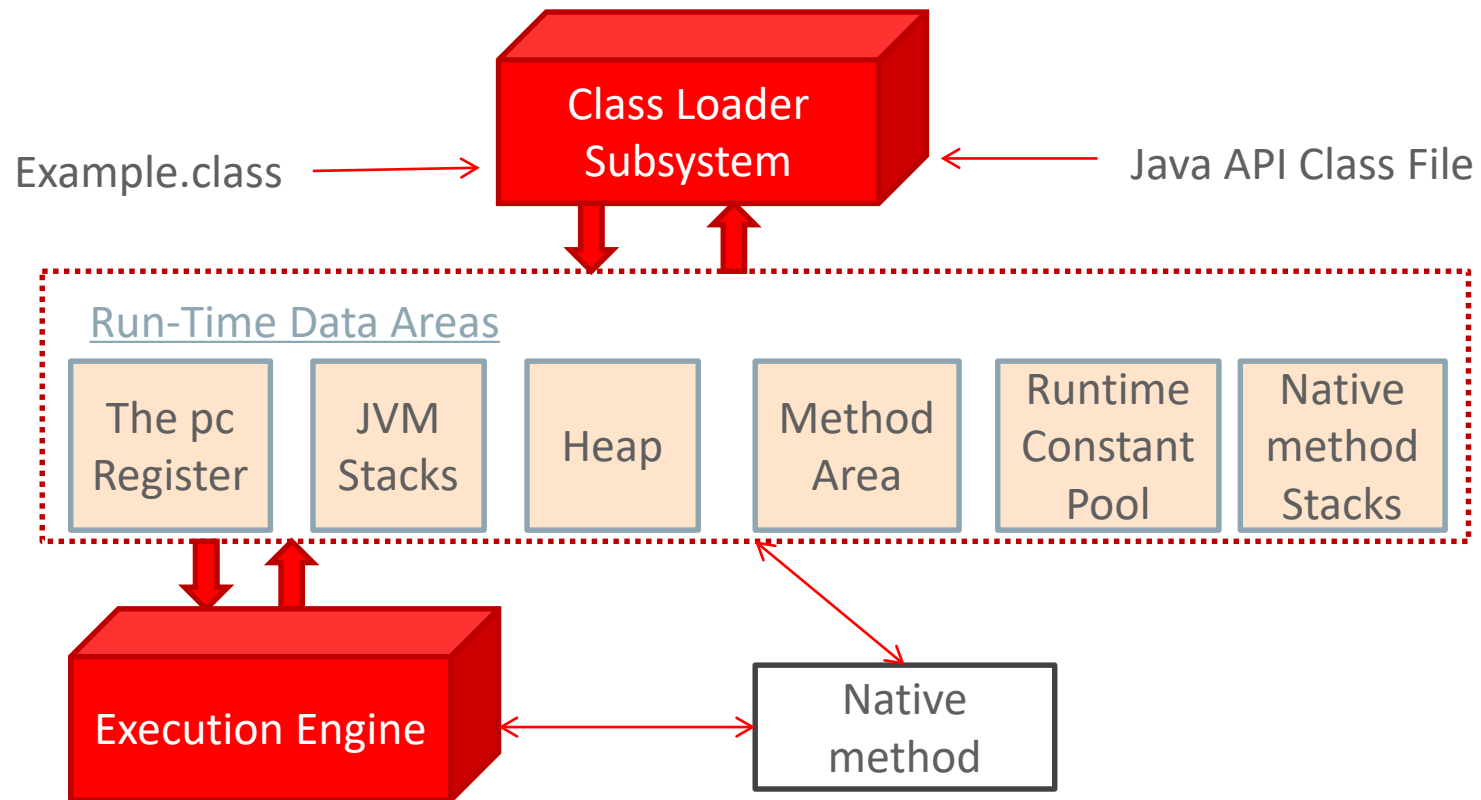 Class Loader
Subsystem
Example.class
Java API Class File
Run-Time Data Areas
The pc
Register
JVM
Stacks
Heap
Method
Area
Runtime
Constant
Pool
Native
method
Stacks
Execution Engine
Native
method